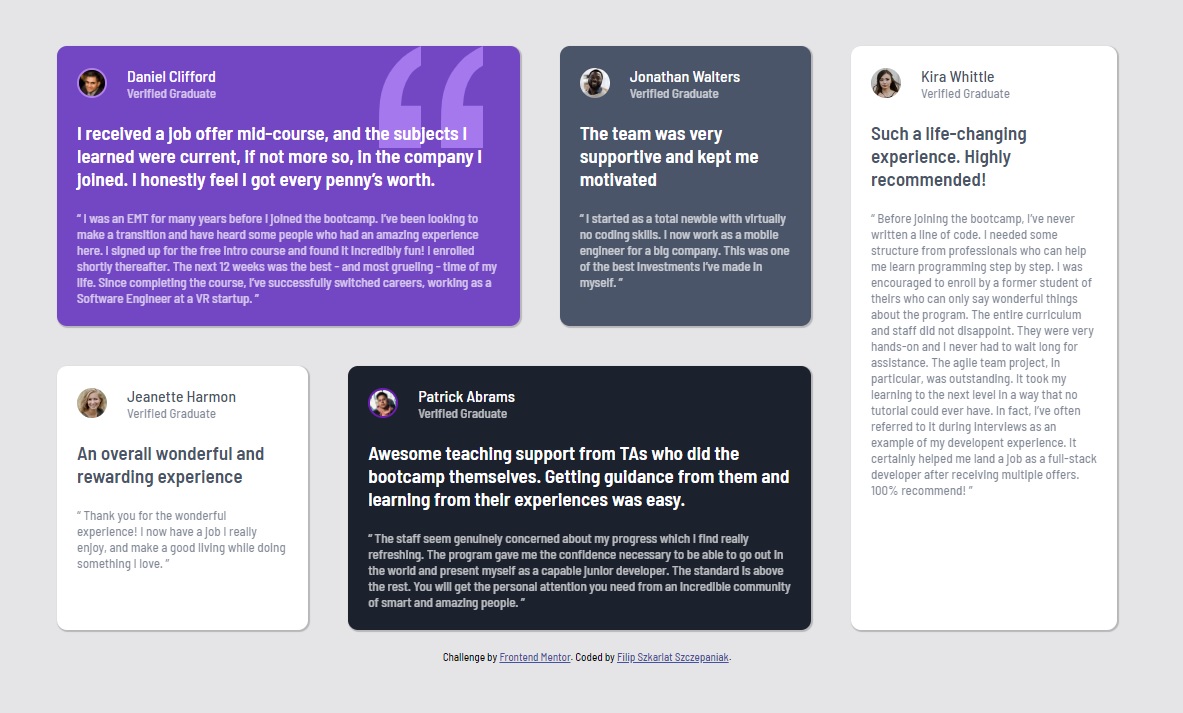 Daniel Clifford
Verified Graduate
I received a job offer mid-course, and the subjects I
learned were current, if not more so, in the company I
joined. I honestly feel I got every penny’s worth.
“ I was an EMT for many years before I joined the bootcamp. I’ve been looking to
make a transition and have heard some people who had an amazing experience
here. I signed up for the free intro course and found it incredibly fun! I enrolled
shortly thereafter. The next 12 weeks was the best - and most grueling - time of my
life. Since completing the course, I’ve successfully switched careers, working as a
Software Engineer at a VR startup. ”
Jonathan Walters
Verified Graduate
The team was very
supportive and kept me
motivated
“ I started as a total newbie with virtually
no coding skills. I now work as a mobile
engineer for a big company. This was one
of the best investments I’ve made in
myself. ”
Kira Whittle
Verified Graduate
Such a life-changing
experience. Highly
recommended!
“ Before joining the bootcamp, I’ve never
written a line of code. I needed some
structure from professionals who can help
me learn programming step by step. I was
encouraged to enroll by a former student of
theirs who can only say wonderful things
about the program. The entire curriculum
and staff did not disappoint. They were very
hands-on and I never had to wait long for
assistance. The agile team project, in
particular, was outstanding. It took my
learning to the next level in a way that no
tutorial could ever have. In fact, I’ve often
referred to it during interviews as an
example of my developent experience. It
certainly helped me land a job as a full-stack
developer after receiving multiple offers.
100% recommend! ”
Jeanette Harmon
Verified Graduate
An overall wonderful and
rewarding experience
“ Thank you for the wonderful
experience! I now have a job I really
enjoy, and make a good living while doing
something I love. ”
Patrick Abrams
Verified Graduate
Awesome teaching support from TAs who did the
bootcamp themselves. Getting guidance from them and
learning from their experiences was easy.
“ The staff seem genuinely concerned about my progress which I find really
refreshing. The program gave me the confidence necessary to be able to go out in
the world and present myself as a capable junior developer. The standard is above
the rest. You will get the personal attention you need from an incredible community
of smart and amazing people. ”
Challenge by Frontend Mentor. Coded by Filip Szkarlat Szczepaniak.